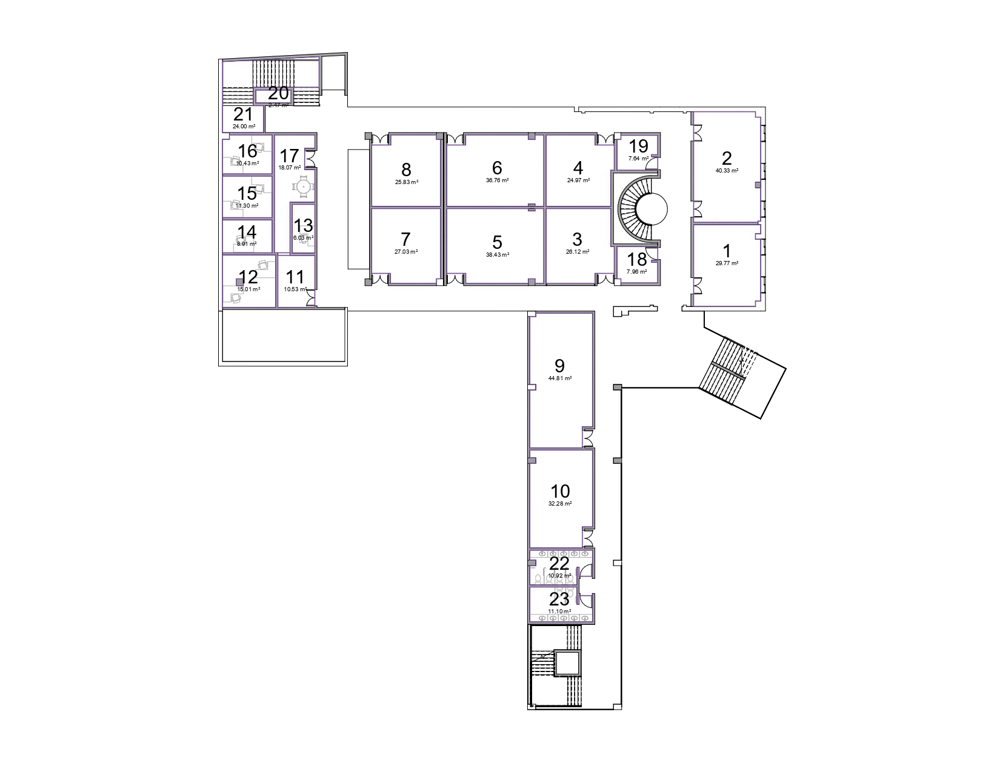 20
2.47 m²
21
24.00 m²
16
10.43 m²
17
18.07 m²
19
7.64 m²
8
25.83 m²
6
36.76 m²
4
24.97 m²
2
40.33 m²
15
11.30 m²
14
8.91 m²
13
6.03 m²
7
27.03 m²
5
38.43 m²
3
26.12 m²
18
7.96 m²
1
29.77 m²
12
15.01 m²
11
10.53 m²
9
44.81 m²
10
32.28 m²
22
10.92 m²
23
11.10 m²